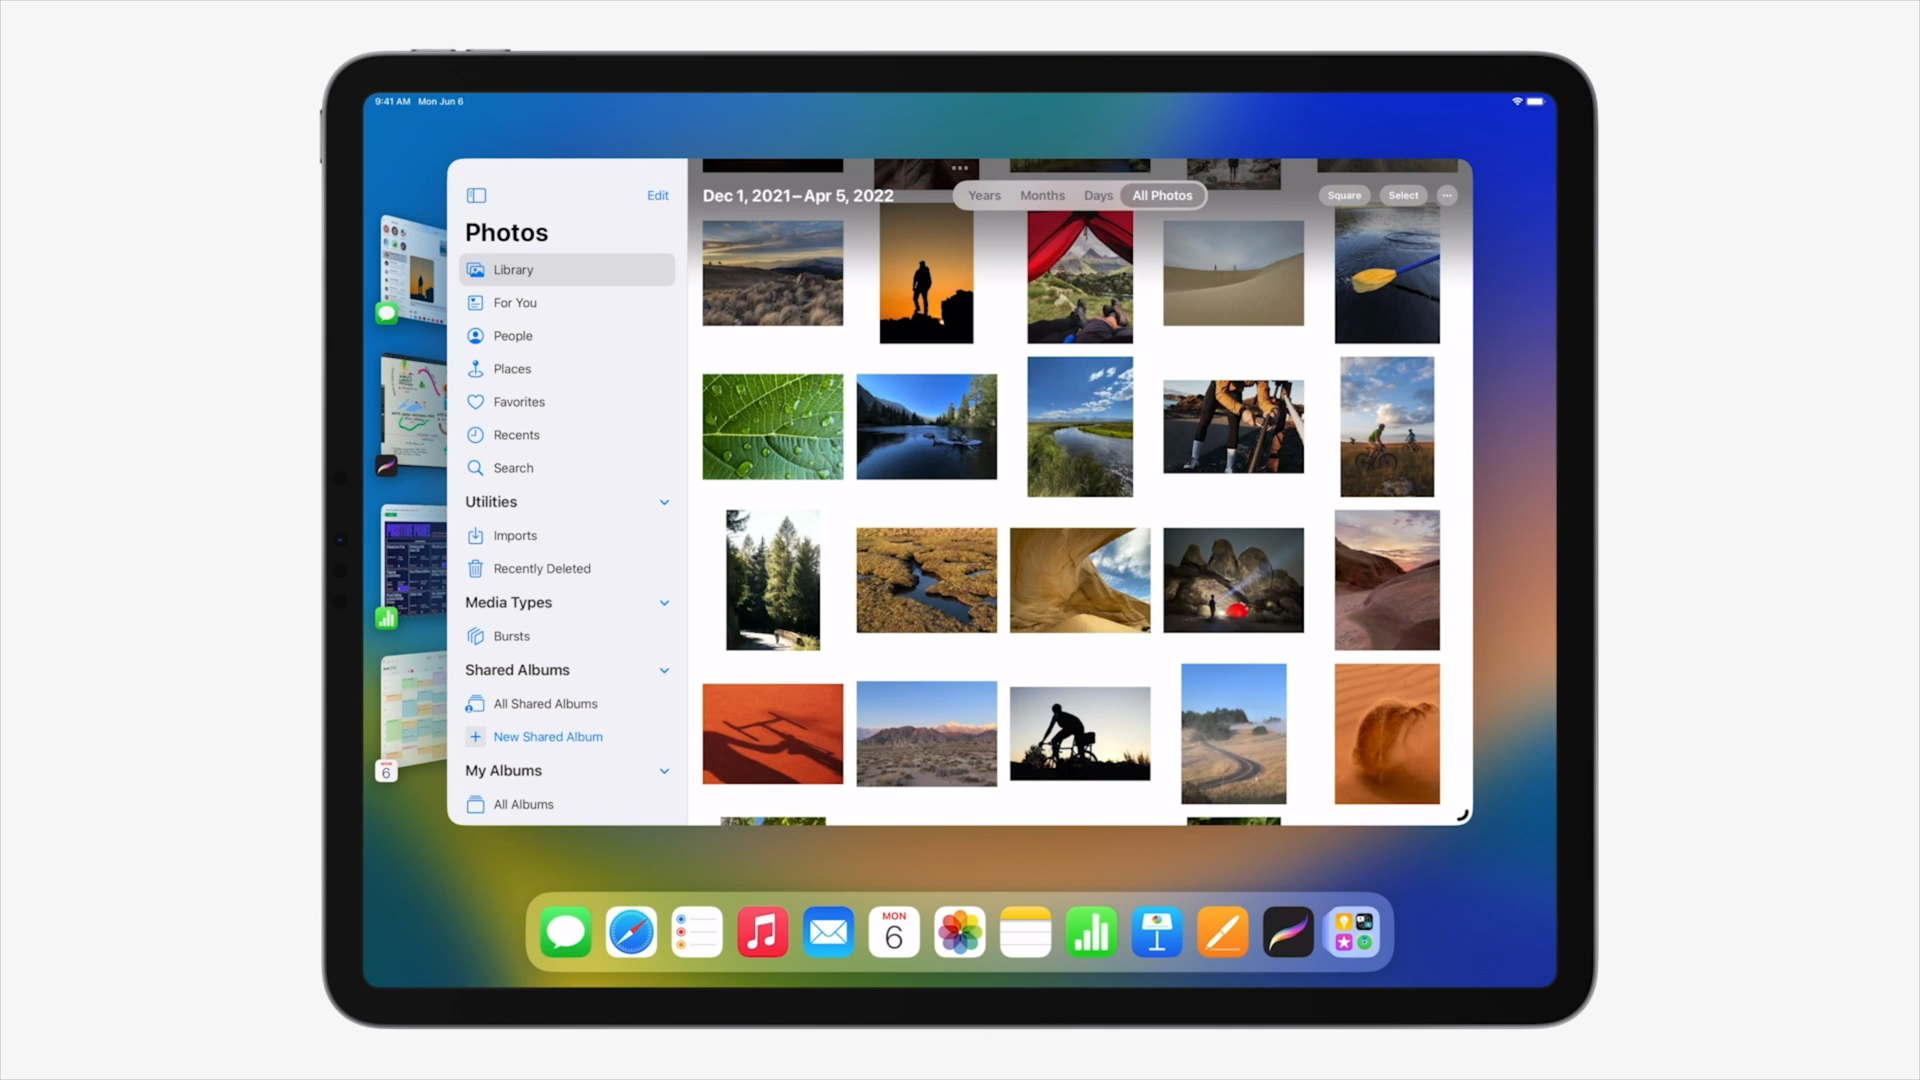 9:41 AM Mon Jun 6
Edit
Photos
Library
For You
People
Places
Favorites
Recents
Search
Utilities
Imports
Recently Deleted
Media Types
Bursts
Shared Albums
All Shared Albums
New Shared Album
My Albums
All Albums
Dec 1, 2021–Apr 5, 2022
Years Months Days All Photos
Square Select
POSITIVE
MON
6
MON
6